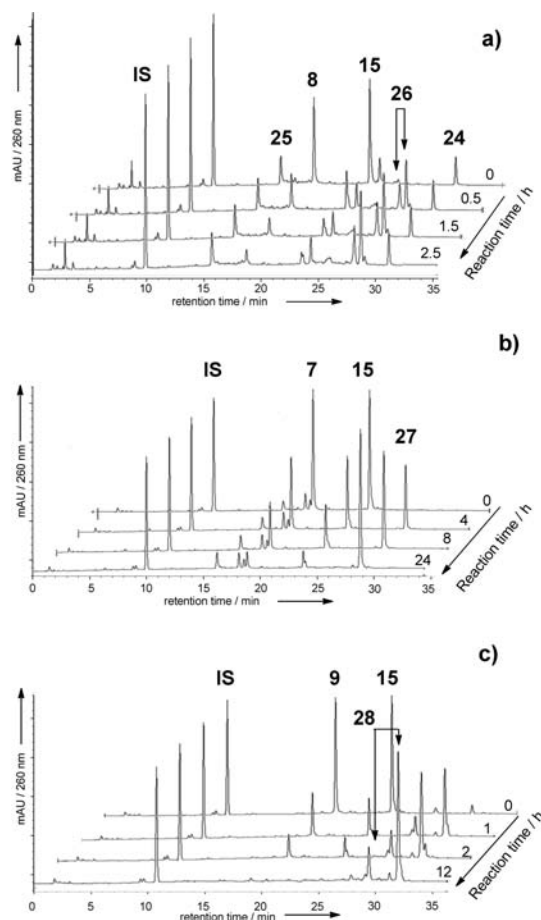 a)
IS
8
15
26
25
24
0
0.5
1.5
2.5
Reaction time / h
mAU / 260 nm
0 5 10 15 20 25 30 35
retention time / min
b)
IS
7
15
27
0
4
8
24
Reaction time / h
mAU / 260 nm
0 5 10 15 20 25 30 35
retention time / min
c)
IS
9
15
28
0
1
2
12
Reaction time / h
mAU / 260 nm
0 5 10 15 20 25 30 35
retention time / min